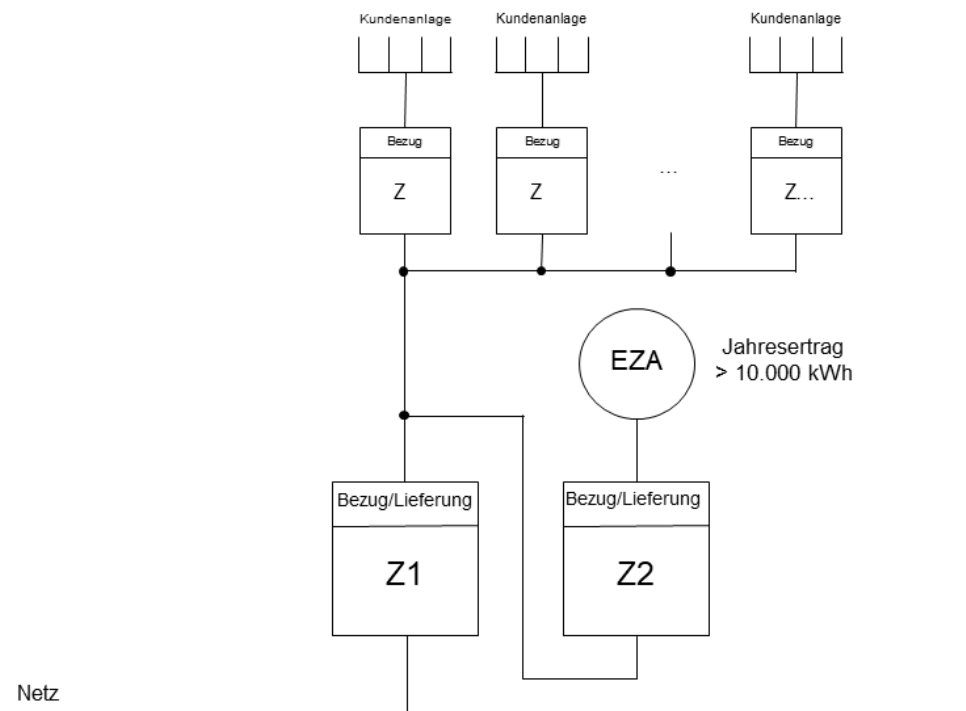 Kundenanlage
Kundenanlage
Kundenanlage
Bezug
Bezug
Bezug
Z
Z
...
Z...
EZA
Jahresertrag
> 10.000 kWh
Bezug/Lieferung
Bezug/Lieferung
Z1
Z2
Netz